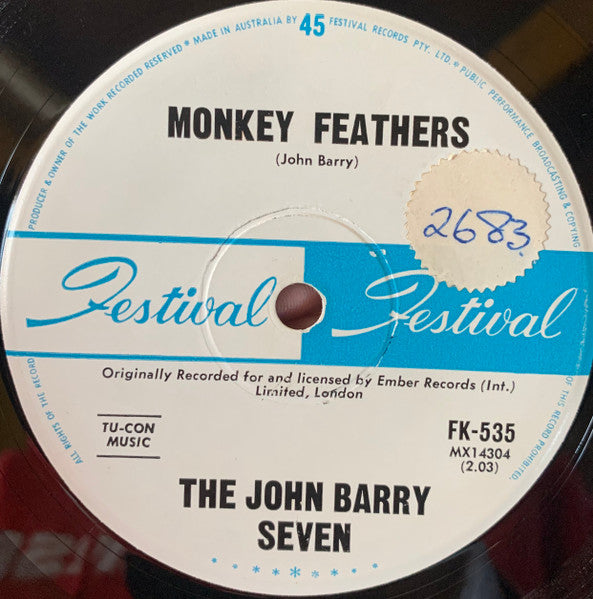 PRODUCER & OWNER OF THE WORK RECORDED RESERVED * MADE IN AUSTRALIA BY 45 FESTIVAL RECORDS PTY. LTD. * PUBLIC PERFORMANCE BROADCASTING & COPYING
MONKEY FEATHERS
(John Barry)
2683
Festival Festival
Originally Recorded for and licensed by Ember Records (Int.)
Limited, London
TU-CON
MUSIC
FK-535
MX14304
(2.03)
THE JOHN BARRY
SEVEN
ALL RIGHTS OF THE RECORD
OF THIS RECORD PROHIBITED.